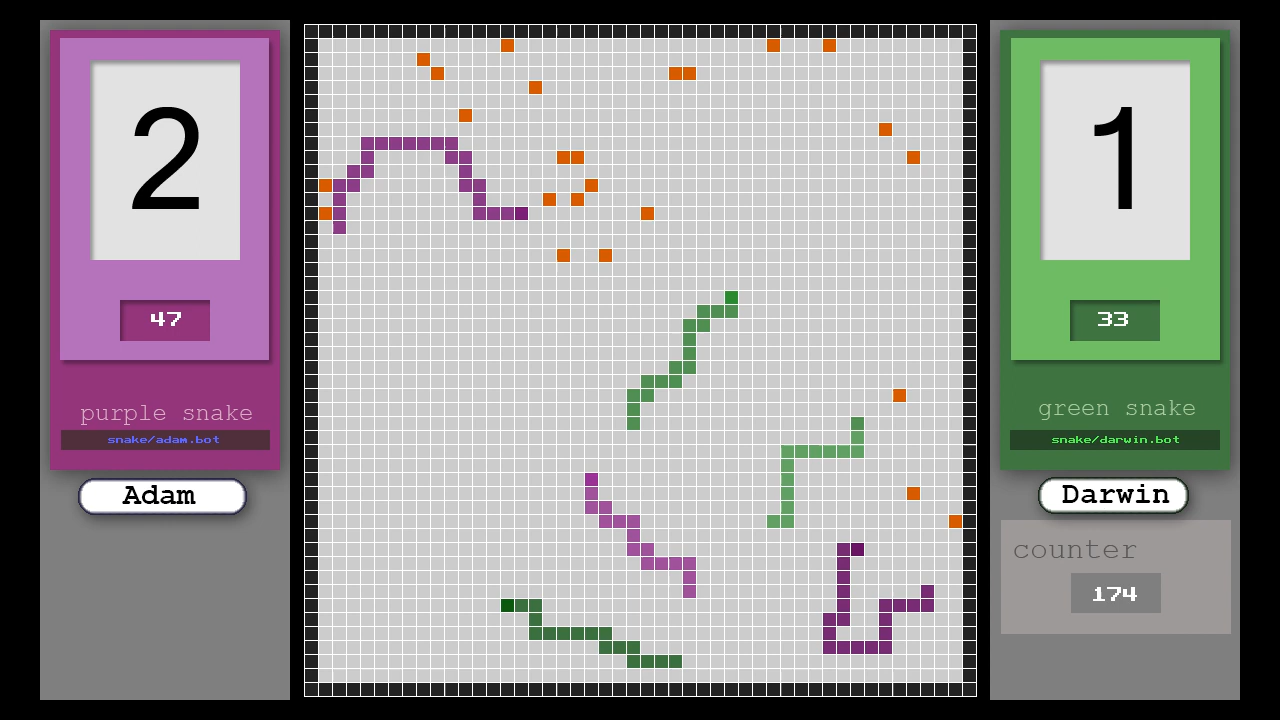 2
47
purple snake
snake/adam.bot
Adam
1
33
green snake
snake/darwin.bot
Darwin
counter
174